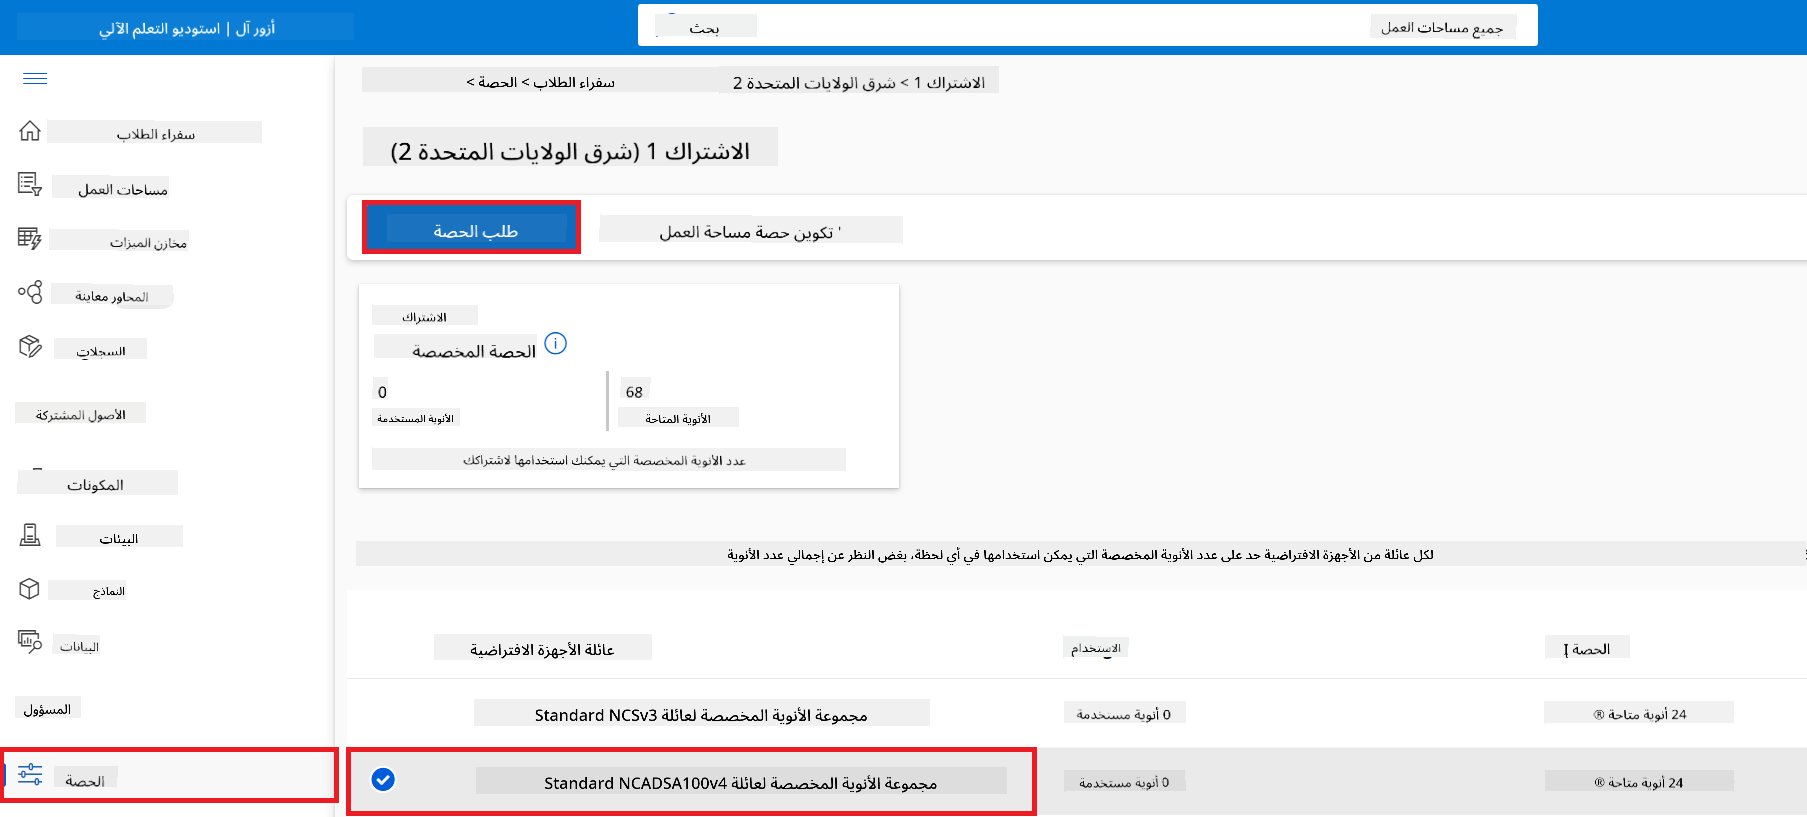 أزور آل | استوديو التعلم الآلي
بحث
جميع مساحات العمل
سفراء الطلاب > الحصة >
الاشتراك 1 > شرق الولايات المتحدة 2
سفراء الطلاب
مساحات العمل
مخازن الميزات
المحاور معاينة
السجلات
الأصول المشتركة
المكونات
البيئات
النماذج
البيانات
المسؤول
الحصة
الاشتراك 1 (شرق الولايات المتحدة 2)
طلب الحصة
تكوين حصة مساحة العمل '
الاشتراك
الحصة المخصصة
0
الأنوية المستخدمة
68
الأنوية المتاحة
عدد الأنوية المخصصة التي يمكنك استخدامها لاشتراكك
لكل عائلة من الأجهزة الافتراضية حد على عدد الأنوية المخصصة التي يمكن استخدامها في أي لحظة، بغض النظر عن إجمالي عدد الأنوية
عائلة الأجهزة الافتراضية
الاستخدام
الحصة
مجموعة الأنوية المخصصة لعائلة Standard NCSv3
0 أنوية مستخدمة
24 أنوية متاحة ®
مجموعة الأنوية المخصصة لعائلة Standard NCADSA100v4
0 أنوية مستخدمة
24 أنوية متاحة ®